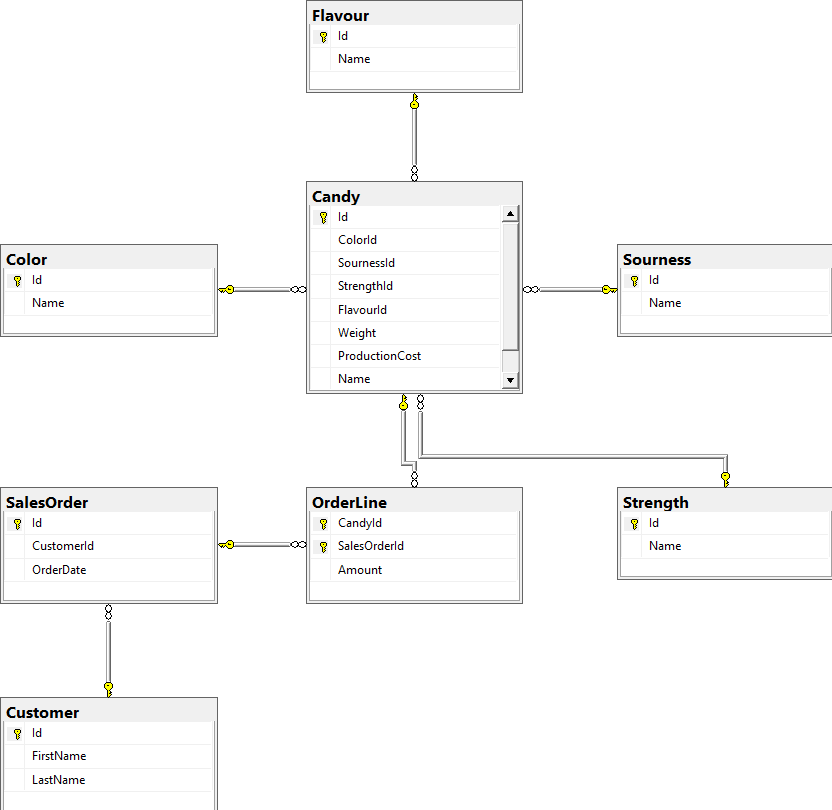 Flavour
Id
Name
Candy
Id
ColorId
SournessId
StrengthId
FlavourId
Weight
ProductionCost
Name
Color
Id
Name
Sourness
Id
Name
SalesOrder
Id
CustomerId
OrderDate
OrderLine
CandyId
SalesOrderId
Amount
Strength
Id
Name
Customer
Id
FirstName
LastName